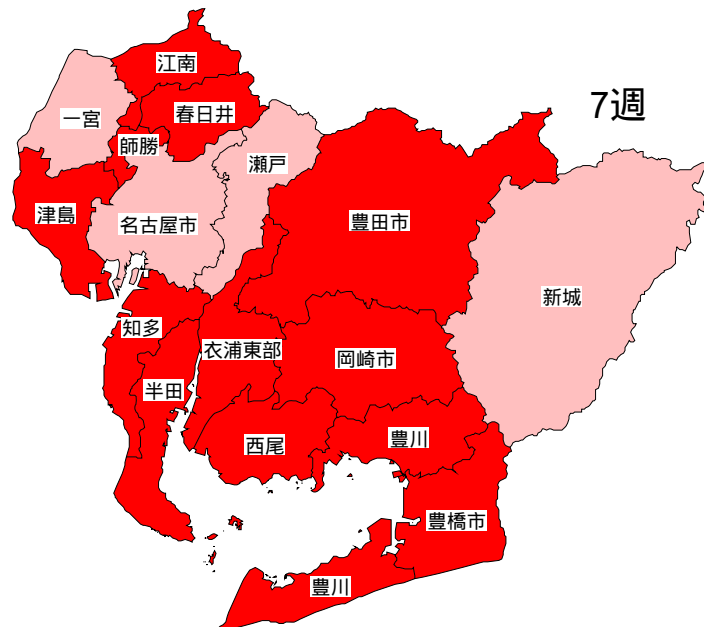 江南
7週
春日井
一宮
師勝
瀬戸
津島
名古屋市
豊田市
新城
知多
衣浦東部
岡崎市
半田
西尾
豊川
豊橋市
豊川